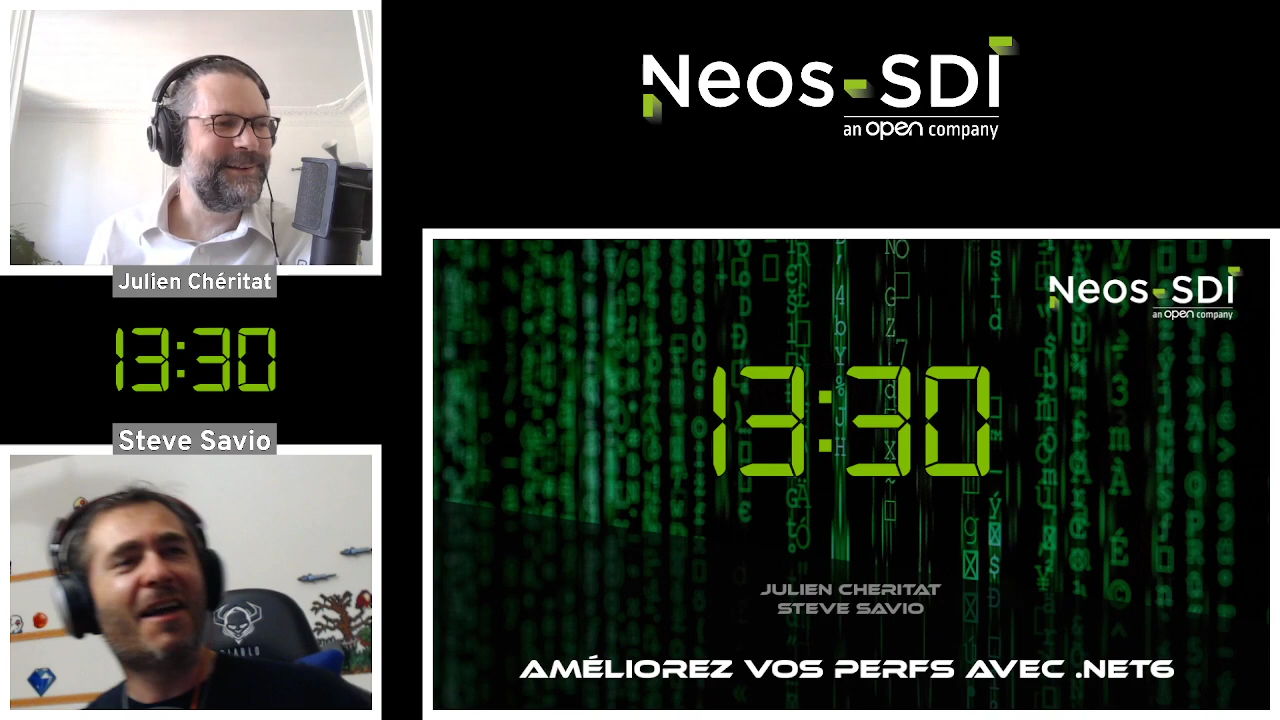 Neos-SDI
an open company
Julien Chéritat
13:30
Steve Savio
DIABLO
Neos-SDI
an open company
13:30
JULIEN CHERITAT
STEVE SAVIO
AMÉLIOREZ VOS PERFS AVEC .NET6